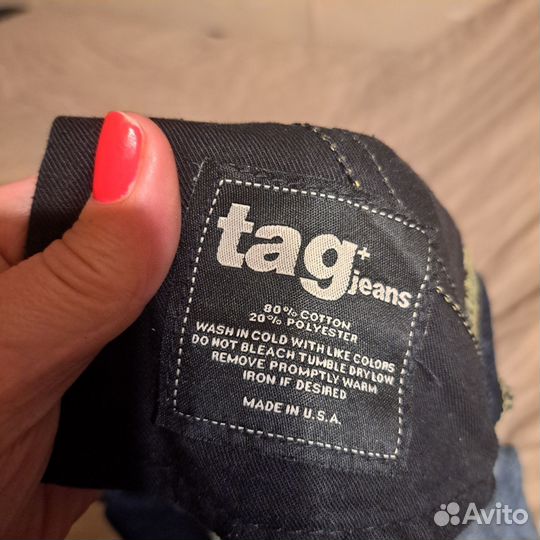 tag+
jeans
80% COTTON
20% POLYESTER
WASH IN COLD WITH LIKE COLORS
DO NOT BLEACH TUMBLE DRY LOW
REMOVE PROMPTLY WARM
IRON IF DESIRED
MADE IN U.S.A.
Avito